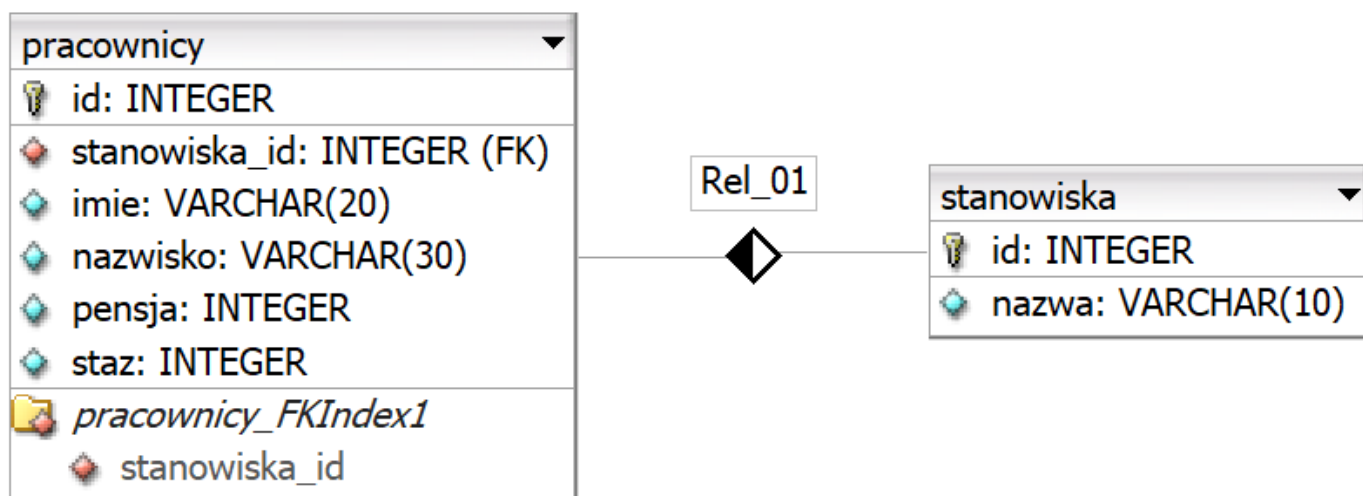 pracownicy
id: INTEGER
stanowiska_id: INTEGER (FK)
imie: VARCHAR(20)
nazwisko: VARCHAR(30)
pensja: INTEGER
staz: INTEGER
pracownicy_FKIndex1
stanowiska_id
Rel_01
stanowiska
id: INTEGER
nazwa: VARCHAR(10)